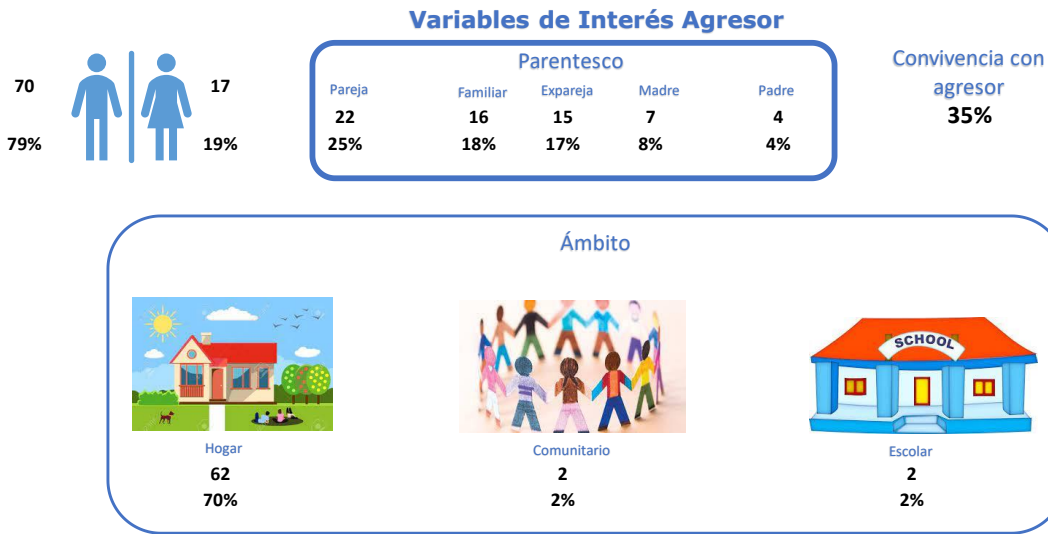 Variables de Interés Agresor
70
79%
17
19%
Parentesco
Pareja Familiar Expareja Madre Padre
22 16 15 7 4
25% 18% 17% 8% 4%
Convivencia con
agresor
35%
Ámbito
SCHOOL
Hogar Comunitario Escolar
62 2 2
70% 2% 2%